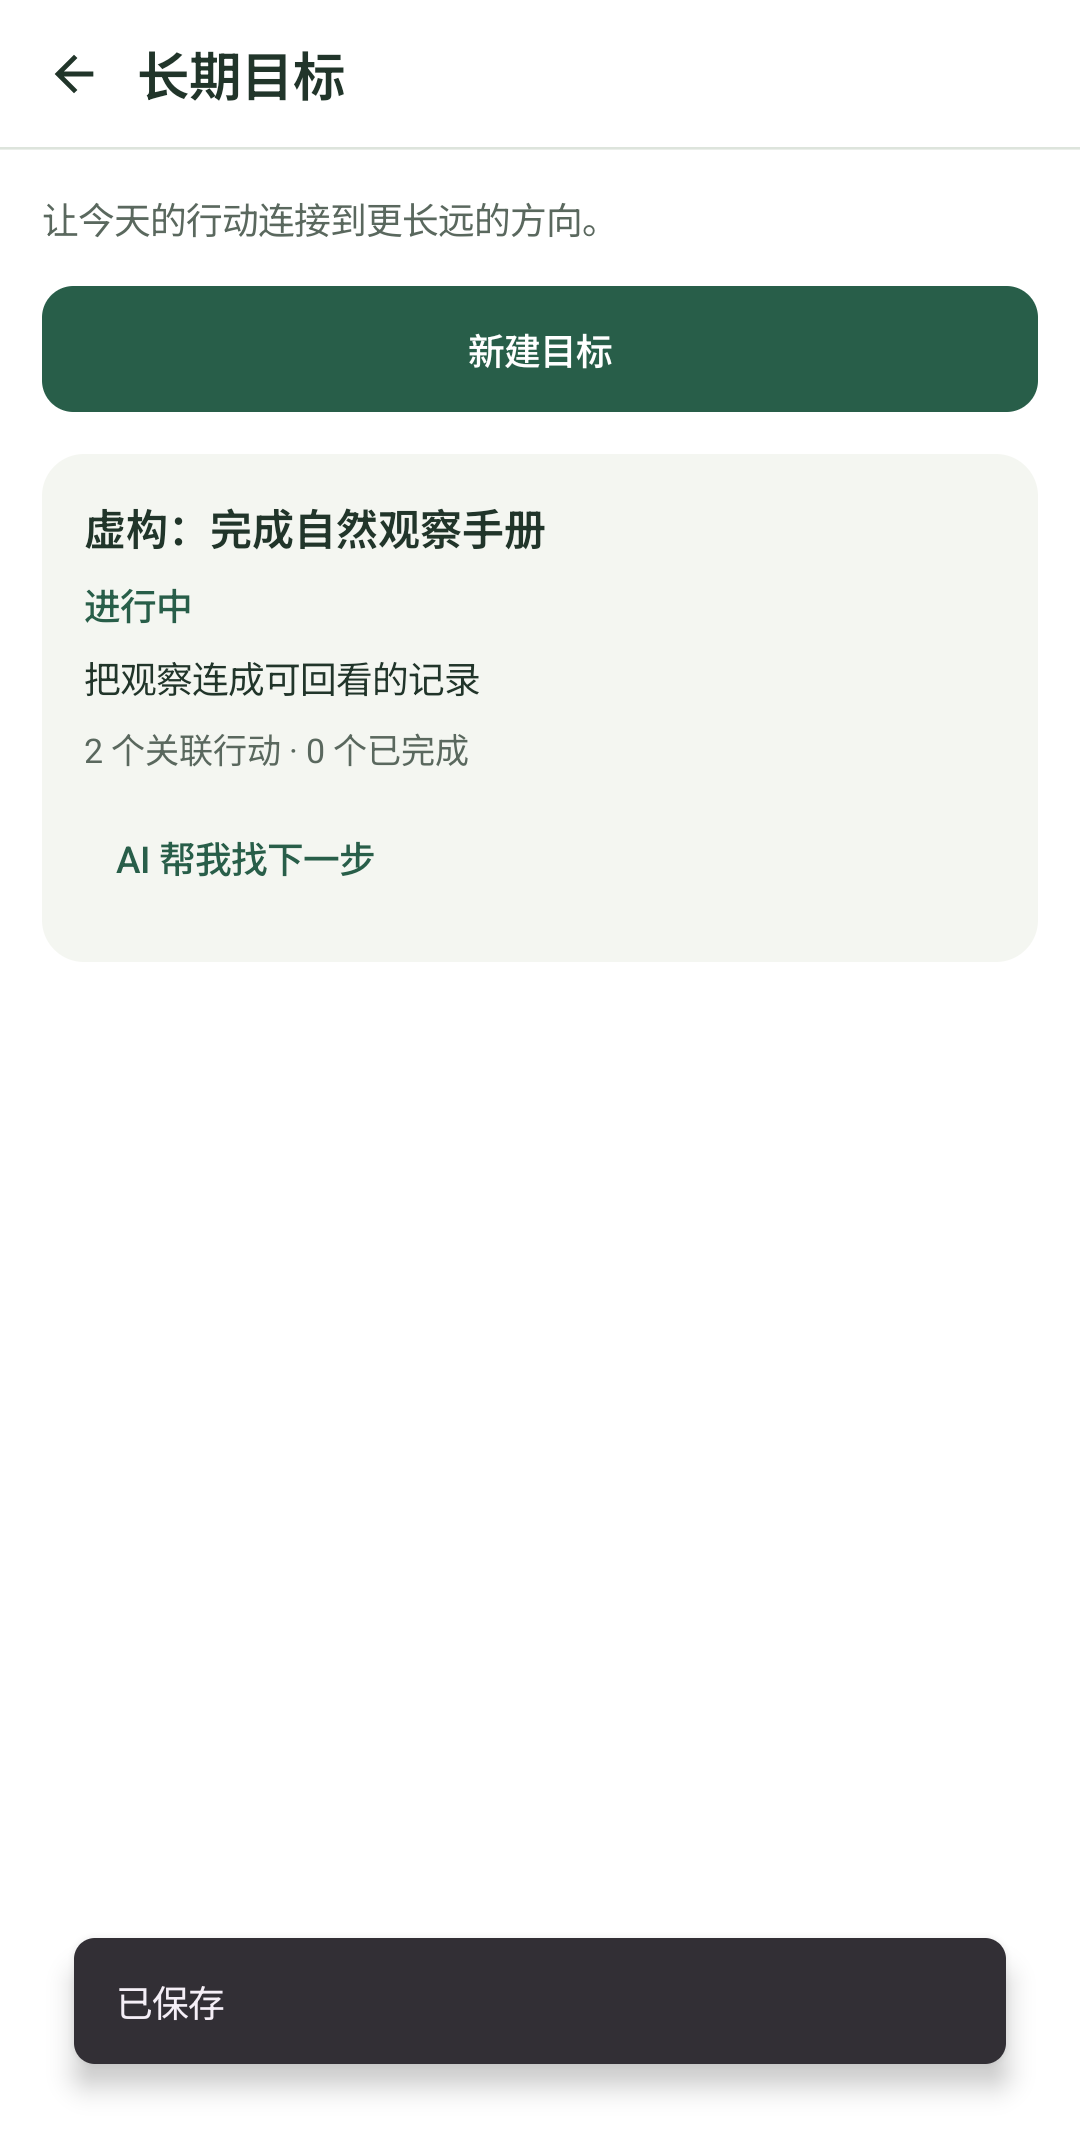 长期目标
让今天的行动连接到更长远的方向。
新建目标
虚构：完成自然观察手册
进行中
把观察连成可回看的记录
2 个关联行动 · 0 个已完成
AI 帮我找下一步
已保存